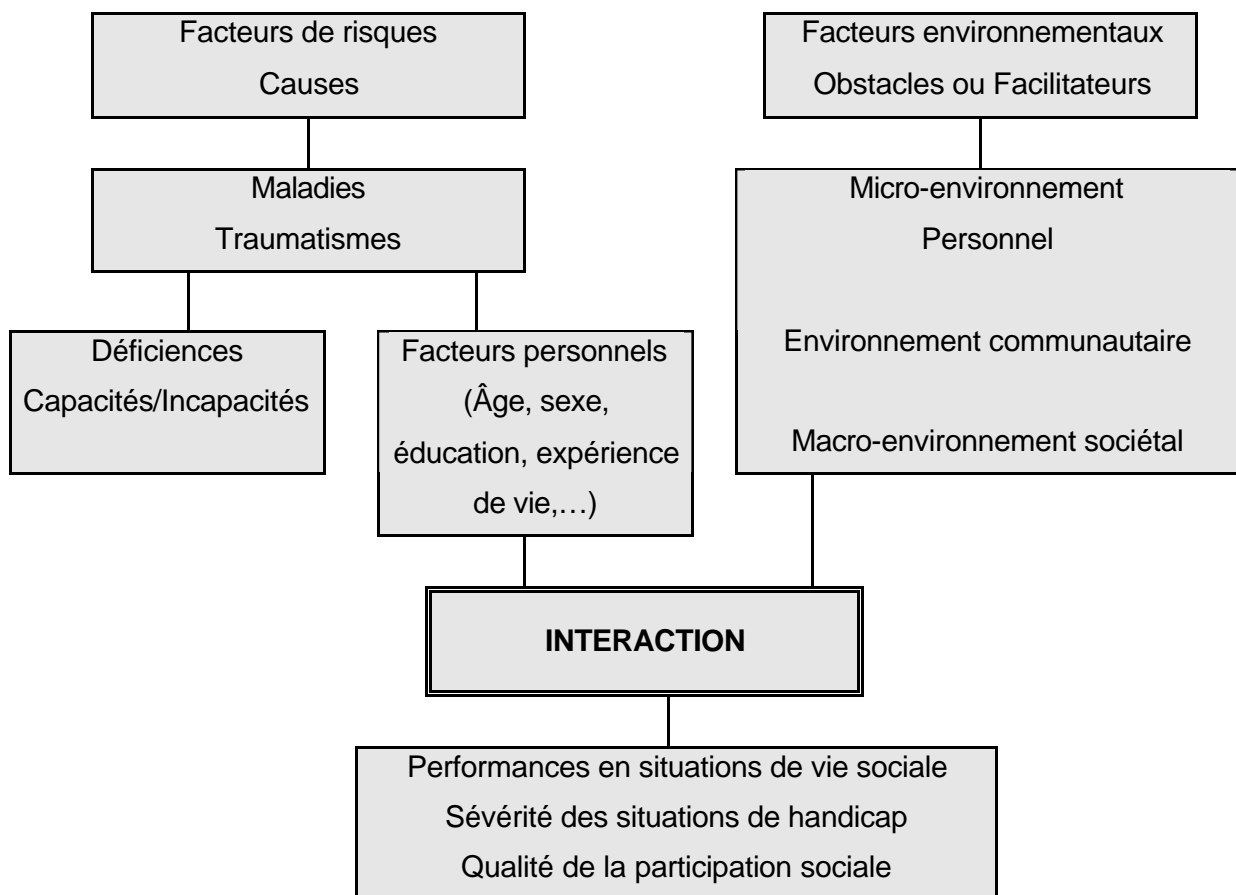 Facteurs de risques
Causes
Facteurs environnementaux
Obstacles ou Facilitateurs
Maladies
Traumatismes
Micro-environnement
Personnel
Environnement communautaire
Macro-environnement sociétal
Déficiences
Capacités/Incapacités
Facteurs personnels
(Âge, sexe,
éducation, expérience
de vie,…)
INTERACTION
Performances en situations de vie sociale
Sévérité des situations de handicap
Qualité de la participation sociale